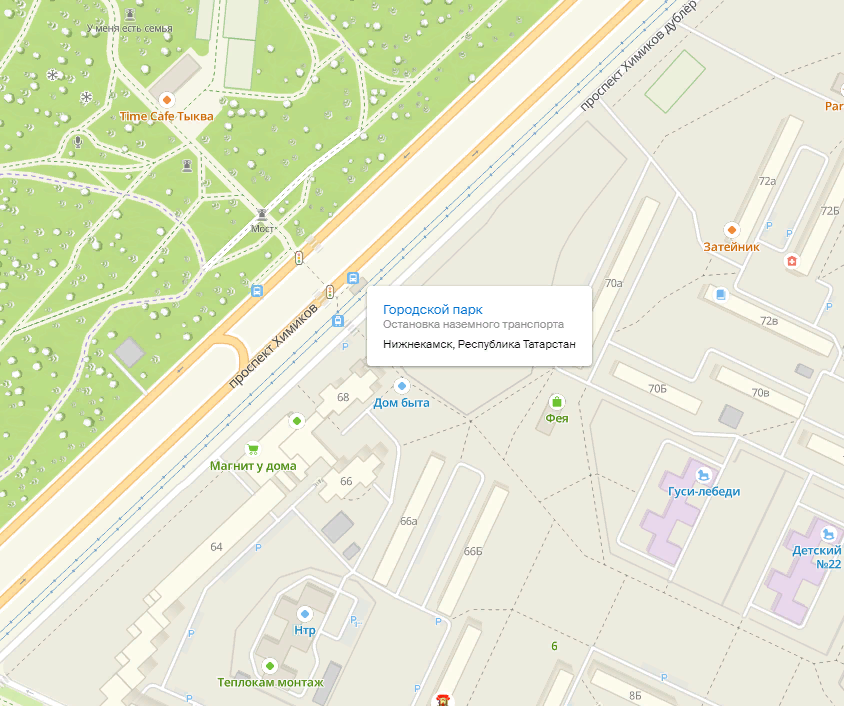 У меня есть семья
Time Cafe Тыква
проспект Химиков дублёр
72а
72Б
Затейник
Мост
70а
Городской парк
Остановка наземного транспорта
Нижнекамск, Республика Татарстан
проспект Химиков
P
P
P
P
72в
68
Дом быта
70Б
70в
Фея
Магнит у дома
66
Гуси-лебеди
66а
64
P
66Б
Детский
№22
P
Нтр
P
P
6
Теплокам монтаж
P
P
P
8Б